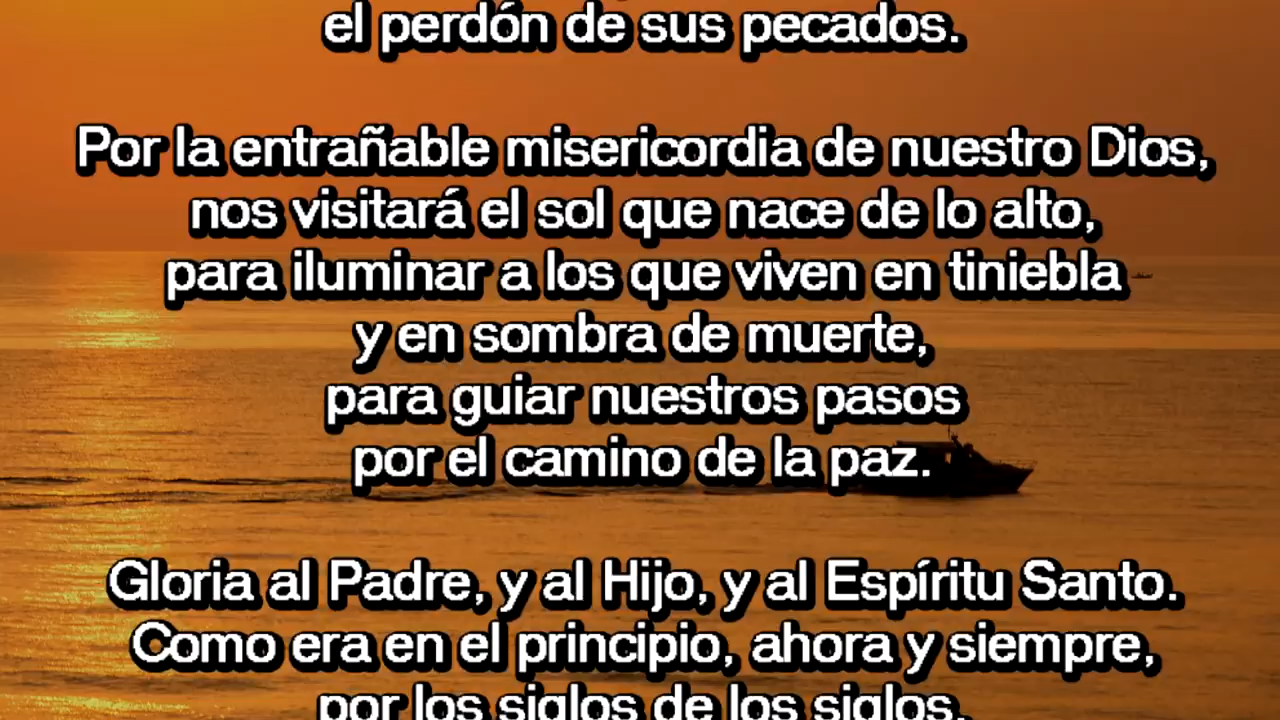 el perdón de sus pecados.
Por la entrañable misericordia de nuestro Dios,
nos visitará el sol que nace de lo alto,
para iluminar a los que viven en tiniebla
y en sombra de muerte,
para guiar nuestros pasos
por el camino de la paz.
Gloria al Padre, y al Hijo, y al Espíritu Santo.
Como era en el principio, ahora y siempre,
por los siglos de los siglos.